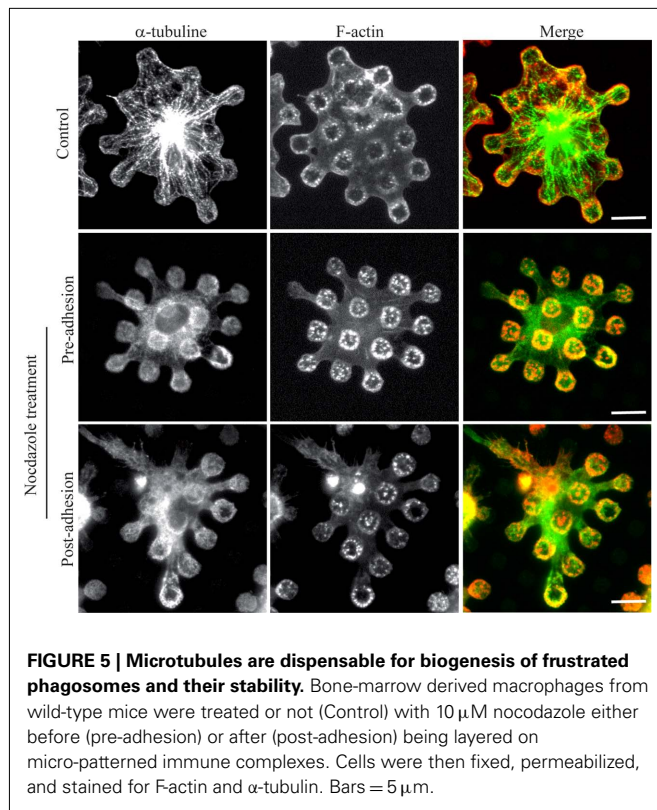 α-tubuline F-actin Merge
Control
Nocdazole treatment
Pre-adhesion
Post-adhesion
FIGURE 5 | Microtubules are dispensable for biogenesis of frustrated
phagosomes and their stability. Bone-marrow derived macrophages from
wild-type mice were treated or not (Control) with 10 μM nocodazole either
before (pre-adhesion) or after (post-adhesion) being layered on
micro-patterned immune complexes. Cells were then fixed, permeabilized,
and stained for F-actin and α-tubulin. Bars = 5 μm.